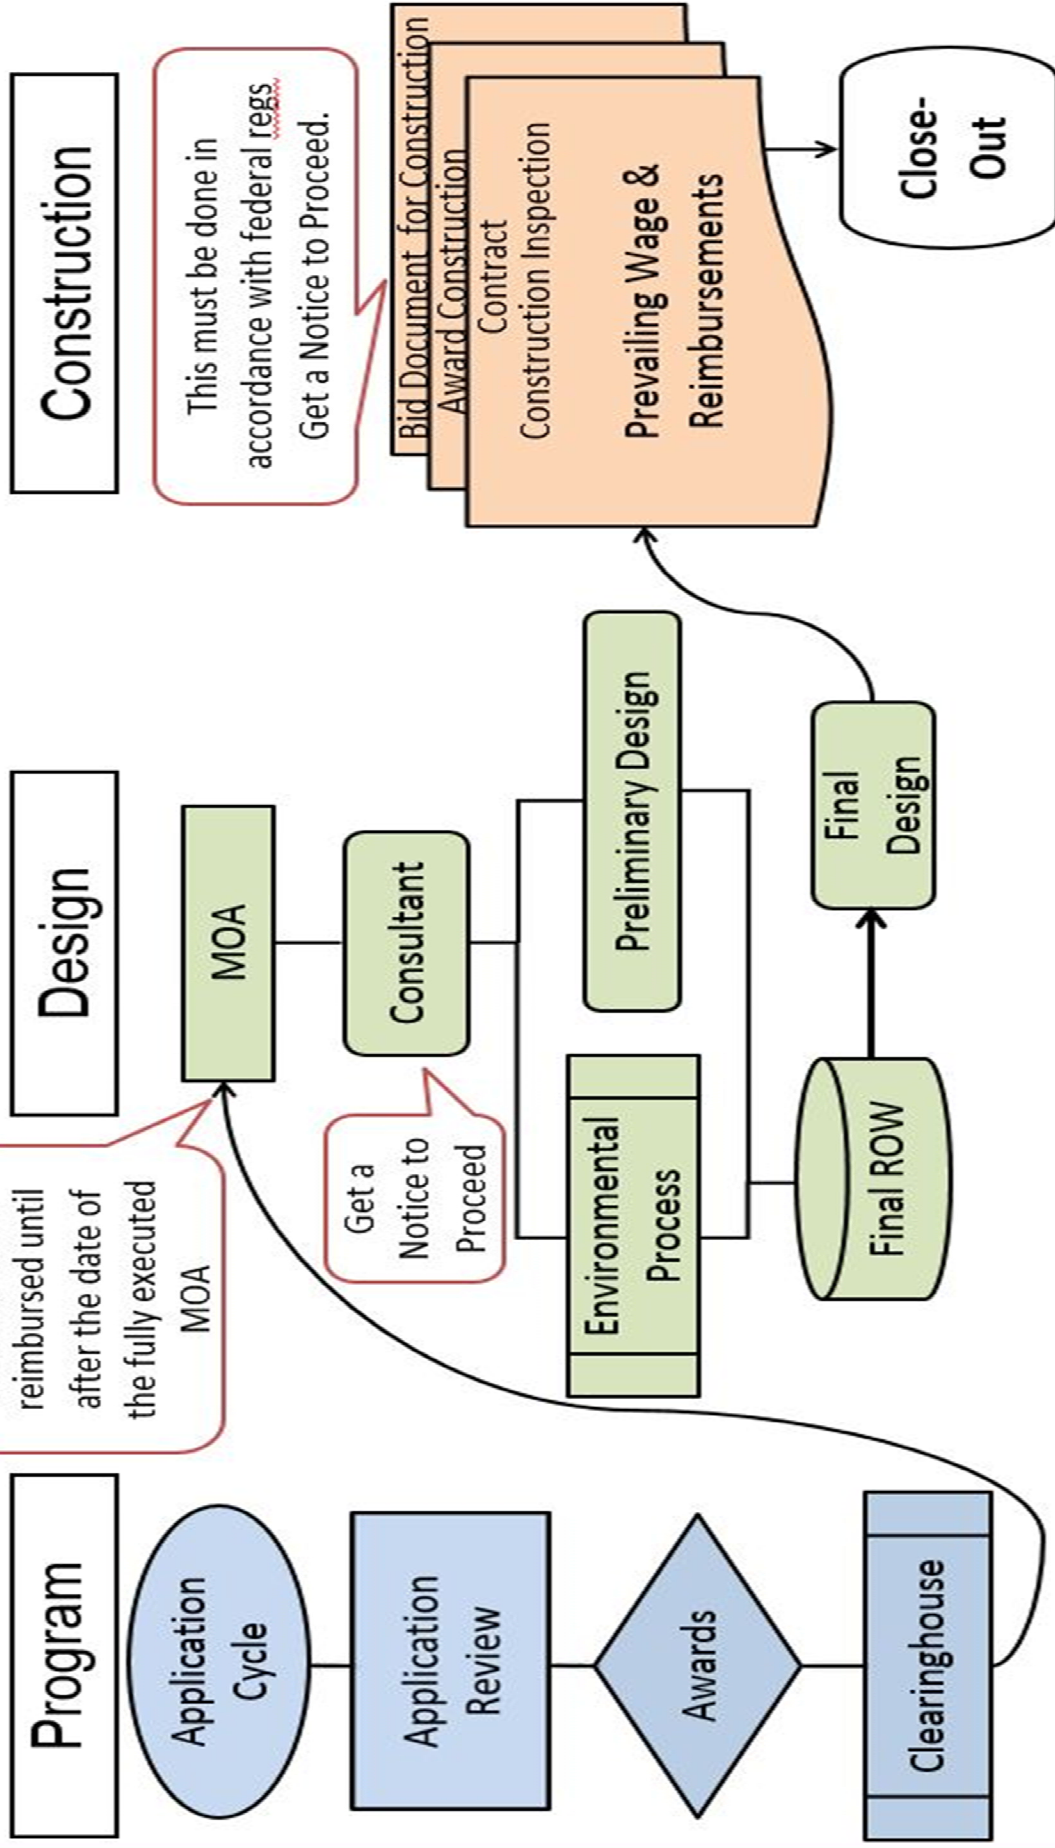 Program
Application
Cycle
Application
Review
Awards
Clearinghouse
reimbursed until
after the date of
the fully executed
MOA
Design
MOA
Get a
Notice to
Proceed
Consultant
Environmental
Process
Preliminary Design
Final ROW
Final
Design
Construction
This must be done in
accordance with federal regs
Get a Notice to Proceed.
Bid Document for Construction
Award Construction
Contract
Construction Inspection
Prevailing Wage &
Reimbursements
Close-
Out